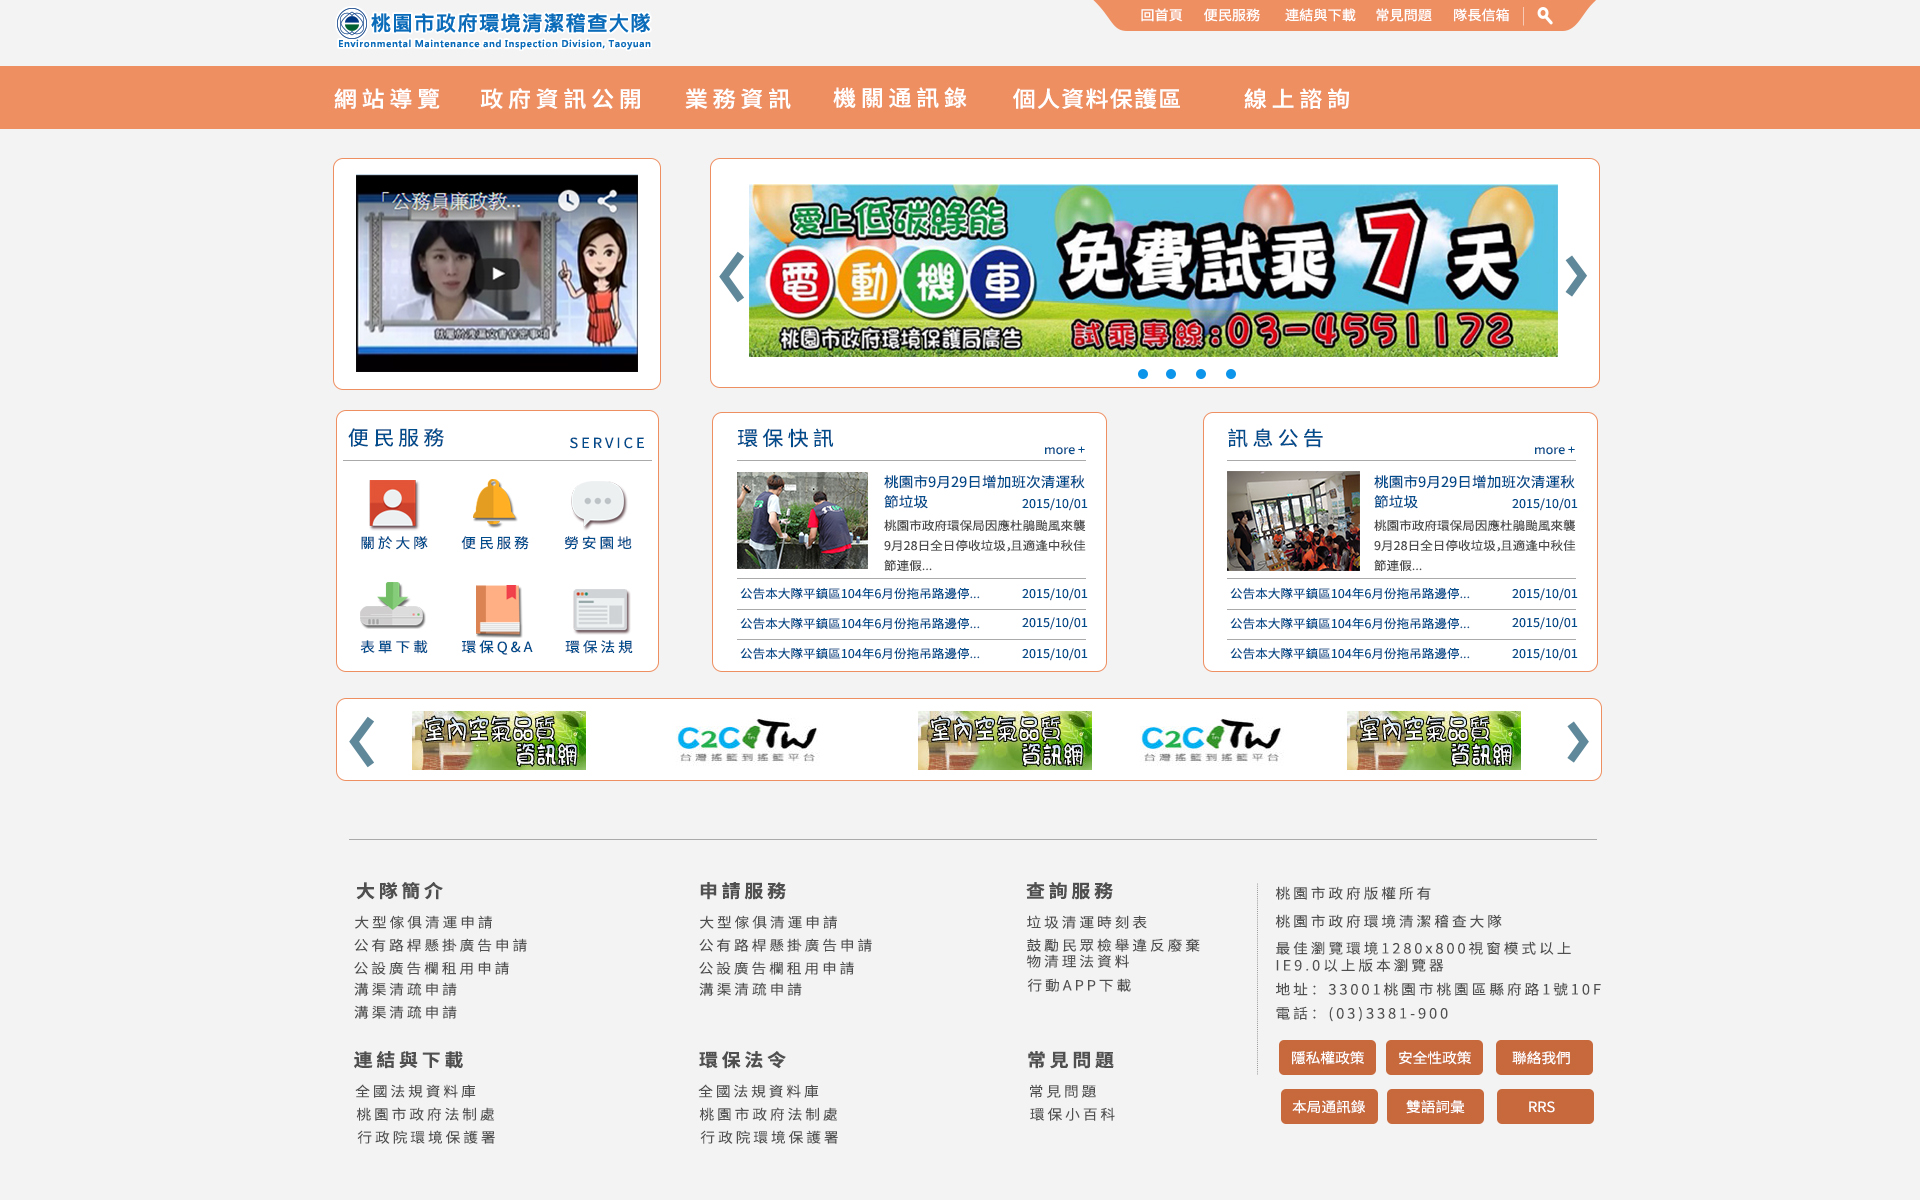 桃園市政府環境清潔稽查大隊
Environmental Maintenance and Inspection Division, Taoyuan
回首頁 便民服務 連結與下載 常見問題 隊長信箱
網站導覽 政府資訊公開 業務資訊 機關通訊錄 個人資料保護區 線上諮詢
「公務員廉政教...
愛上低碳綠能
電動機車
免費試乘7天
桃園市政府環境保護局廣告
試乘專線:03-4551172
便民服務
SERVICE
關於大隊 便民服務 勞安園地
表單下載 環保Q&A 環保法規
環保快訊
more +
桃園市9月29日增加班次清運秋
節垃圾 2015/10/01
桃園市政府環保局因應杜鵑颱風來襲
9月28日全日停收垃圾,且適逢中秋佳
節連假...
公告本大隊平鎮區104年6月份拖吊路邊停... 2015/10/01
公告本大隊平鎮區104年6月份拖吊路邊停... 2015/10/01
公告本大隊平鎮區104年6月份拖吊路邊停... 2015/10/01
訊息公告
more +
桃園市9月29日增加班次清運秋
節垃圾 2015/10/01
桃園市政府環保局因應杜鵑颱風來襲
9月28日全日停收垃圾,且適逢中秋佳
節連假...
公告本大隊平鎮區104年6月份拖吊路邊停... 2015/10/01
公告本大隊平鎮區104年6月份拖吊路邊停... 2015/10/01
公告本大隊平鎮區104年6月份拖吊路邊停... 2015/10/01
室內空氣品質
資訊網
C2C TW
台灣搖籃到搖籃平台
室內空氣品質
資訊網
C2C TW
台灣搖籃到搖籃平台
室內空氣品質
資訊網
大隊簡介
大型傢俱清運申請
公有路桿懸掛廣告申請
公設廣告欄租用申請
溝渠清疏申請
溝渠清疏申請
申請服務
大型傢俱清運申請
公有路桿懸掛廣告申請
公設廣告欄租用申請
溝渠清疏申請
查詢服務
垃圾清運時刻表
鼓勵民眾檢舉違反廢棄
物清理法資料
行動APP下載
連結與下載
全國法規資料庫
桃園市政府法制處
行政院環境保護署
環保法令
全國法規資料庫
桃園市政府法制處
行政院環境保護署
常見問題
常見問題
環保小百科
桃園市政府版權所有
桃園市政府環境清潔稽查大隊
最佳瀏覽環境1280x800視窗模式以上
IE9.0以上版本瀏覽器
地址：33001桃園市桃園區縣府路1號10F
電話：(03)3381-900
隱私權政策 安全性政策 聯絡我們
本局通訊錄 雙語詞彙 RRS